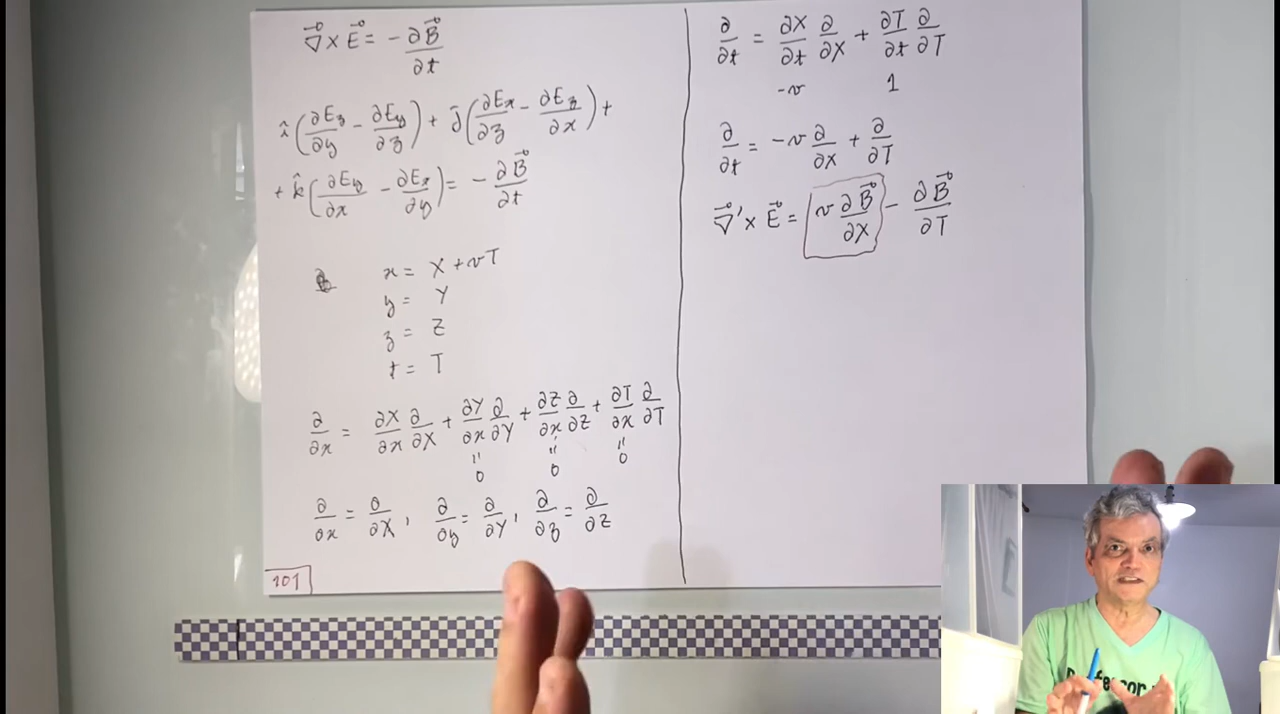 ∇⃗ × E⃗ = - ∂B⃗/∂t
î(∂E_z/∂y - ∂E_y/∂z) + ĵ(∂E_x/∂z - ∂E_z/∂x) +
+ k̂(∂E_y/∂x - ∂E_x/∂y) = - ∂B⃗/∂t
x = X + vT
y = Y
z = Z
t = T
∂/∂x = ∂X/∂x ∂/∂X + ∂Y/∂x ∂/∂Y + ∂Z/∂x ∂/∂Z + ∂T/∂x ∂/∂T
" " "
0 0 0
∂/∂x = ∂/∂X, ∂/∂y = ∂/∂Y, ∂/∂z = ∂/∂Z
101
∂/∂t = ∂X/∂t ∂/∂X + ∂T/∂t ∂/∂T
-v 1
∂/∂t = -v ∂/∂X + ∂/∂T
∇⃗' × E⃗ = v ∂B⃗/∂X - ∂B⃗/∂T